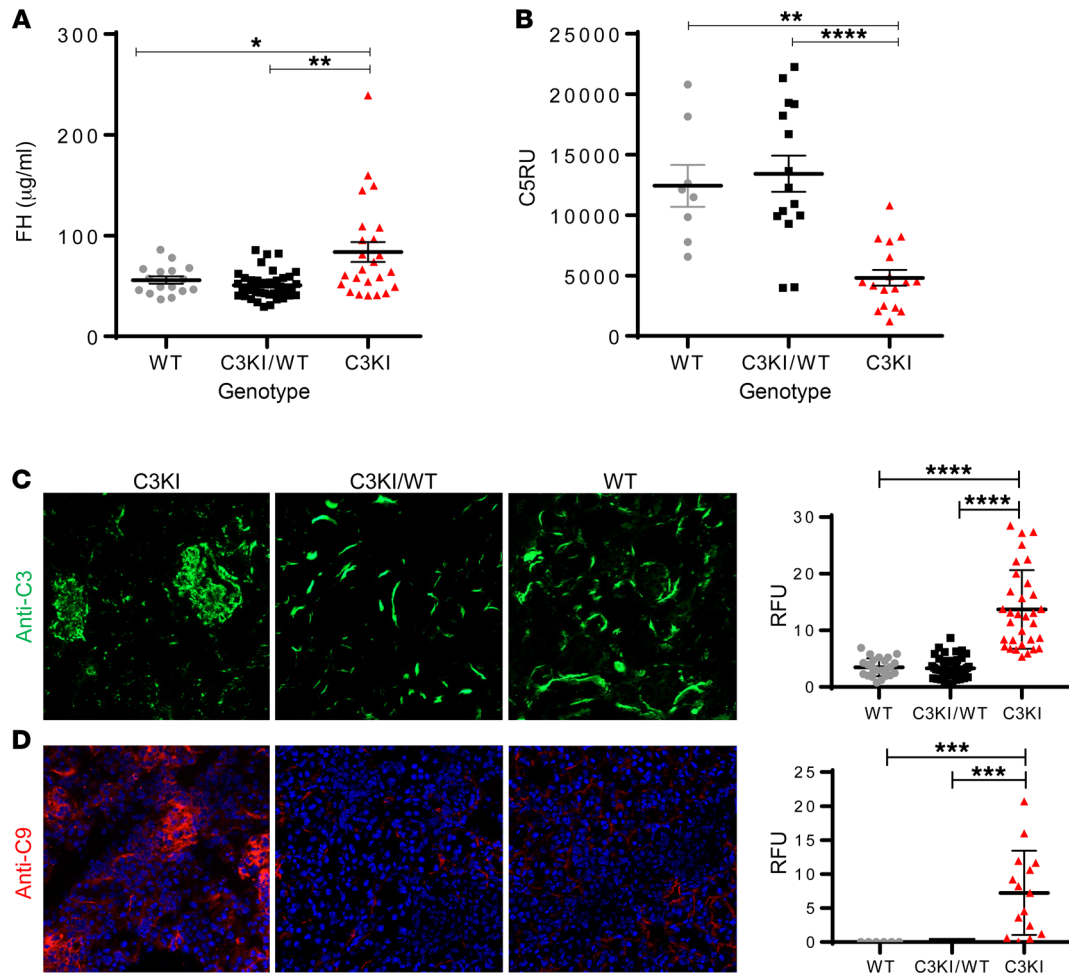 A
FH (µg/ml)
300
200
100
0
*
**
WT
C3KI/WT
C3KI
Genotype
B
C5RU
25000
20000
15000
10000
5000
0
**
****
WT
C3KI/WT
C3KI
Genotype
C
C3KI
C3KI/WT
WT
Anti-C3
RFU
30
20
10
0
****
****
WT
C3KI/WT
C3KI
D
Anti-C9
RFU
25
20
15
10
5
0
***
***
WT
C3KI/WT
C3KI